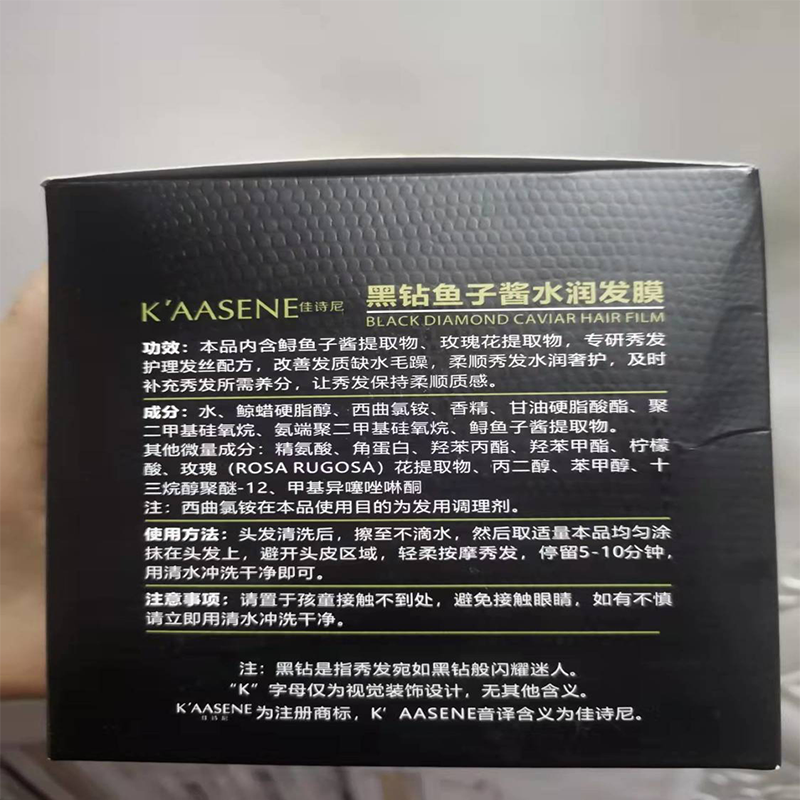 K'AASENE佳诗尼 黑钻鱼子酱水润发膜
BLACK DIAMOND CAVIAR HAIR FILM
功效：本品内含鲟鱼子酱提取物、玫瑰花提取物，专研秀发
护理发丝配方，改善发质缺水毛躁，柔顺秀发水润奢护，及时
补充秀发所需养分，让秀发保持柔顺质感。
成分：水、鲸蜡硬脂醇、西曲氯铵、香精、甘油硬脂酸酯、聚
二甲基硅氧烷、氨端聚二甲基硅氧烷、鲟鱼子酱提取物。
其他微量成分：精氨酸、角蛋白、羟苯丙酯、羟苯甲酯、柠檬
酸、玫瑰（ROSA RUGOSA）花提取物、丙二醇、苯甲醇、十
三烷醇聚醚-12、甲基异噻唑啉酮
注：西曲氯铵在本品使用目的为发用调理剂。
使用方法：头发清洗后，擦至不滴水，然后取适量本品均匀涂
抹在头发上，避开头皮区域，轻柔按摩秀发，停留5-10分钟，
用清水冲洗干净即可。
注意事项：请置于孩童接触不到处，避免接触眼睛，如有不慎
请立即用清水冲洗干净。
注：黑钻是指秀发宛如黑钻般闪耀迷人。
“K”字母仅为视觉装饰设计，无其他含义。
K'AASENE佳诗尼为注册商标，K'AASENE音译含义为佳诗尼。